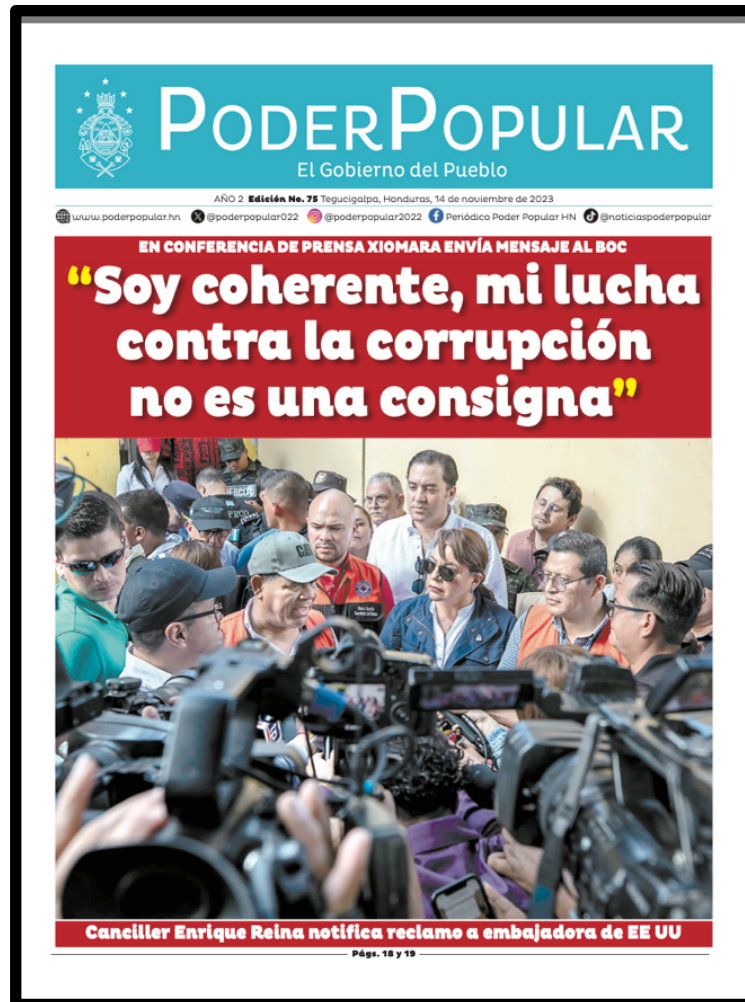 PODERPOPULAR
El Gobierno del Pueblo
AÑO 2 Edición No. 75 Tegucigalpa, Honduras, 14 de noviembre de 2023
www.poderpopular.hn @poderpopular022 @poderpopular2022 Periódico Poder Popular HN @noticiaspoderpopular
EN CONFERENCIA DE PRENSA XIOMARA ENVÍA MENSAJE AL BOC
“Soy coherente, mi lucha
contra la corrupción
no es una consigna”
Canciller Enrique Reina notifica reclamo a embajadora de EE UU
Págs. 18 y 19